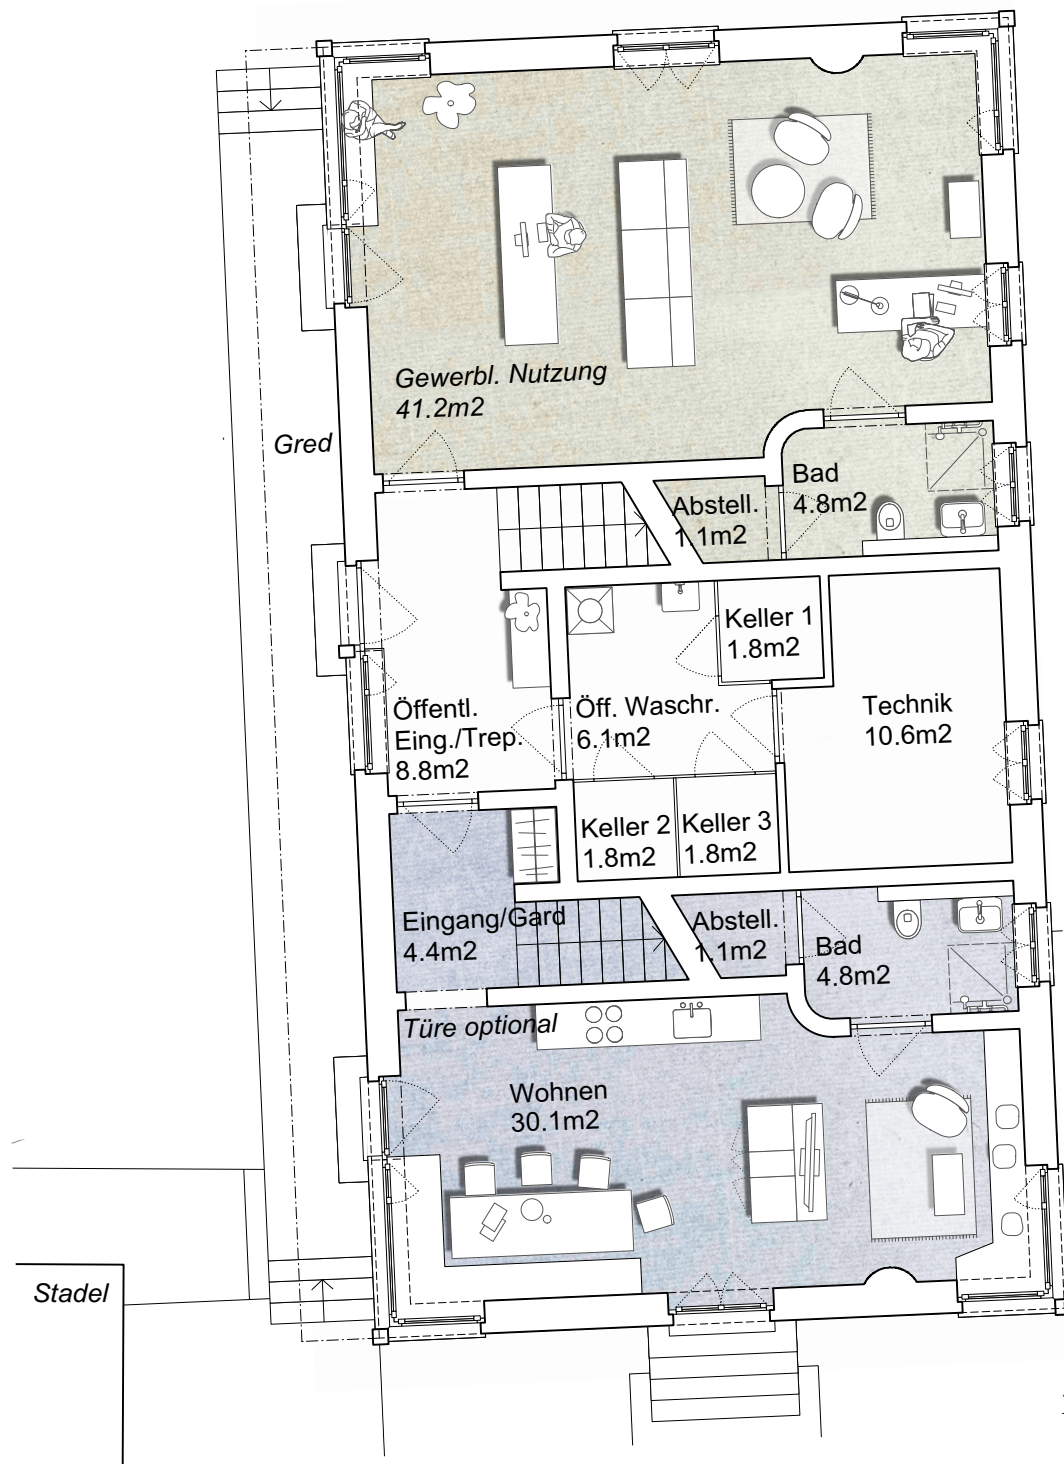 Gewerbl. Nutzung
41.2m2
Gred
Bad
4.8m2
Abstell.
1.1m2
Keller 1
1.8m2
Öffentl.
Eing./Trep.
8.8m2
Öff. Waschr.
6.1m2
Technik
10.6m2
Keller 2
1.8m2
Keller 3
1.8m2
Eingang/Gard
4.4m2
Abstell.
1.1m2
Bad
4.8m2
Türe optional
Wohnen
30.1m2
Stadel